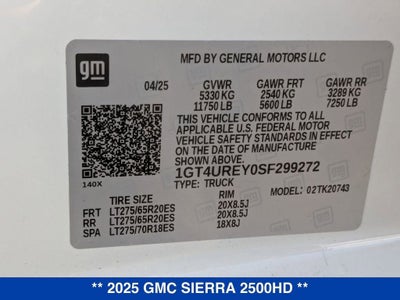 gm
MFD BY GENERAL MOTORS LLC
04/25 GVWR GAWR FRT GAWR RR
5330 KG 2540 KG 3289 KG
11750 LB 5600 LB 7250 LB
THIS VEHICLE CONFORMS TO ALL
APPLICABLE U.S. FEDERAL MOTOR
VEHICLE SAFETY STANDARDS IN EFFECT ON THE
DATE OF MANUFACTURE SHOWN ABOVE.
1GT4UREY0SF299272
TYPE: TRUCK MODEL: 02TK20743
140X
TIRE SIZE RIM
FRT LT275/65R20ES 20X8.5J
RR LT275/65R20ES 20X8.5J
SPA LT275/70R18ES 18X8J
** 2025 GMC SIERRA 2500HD **